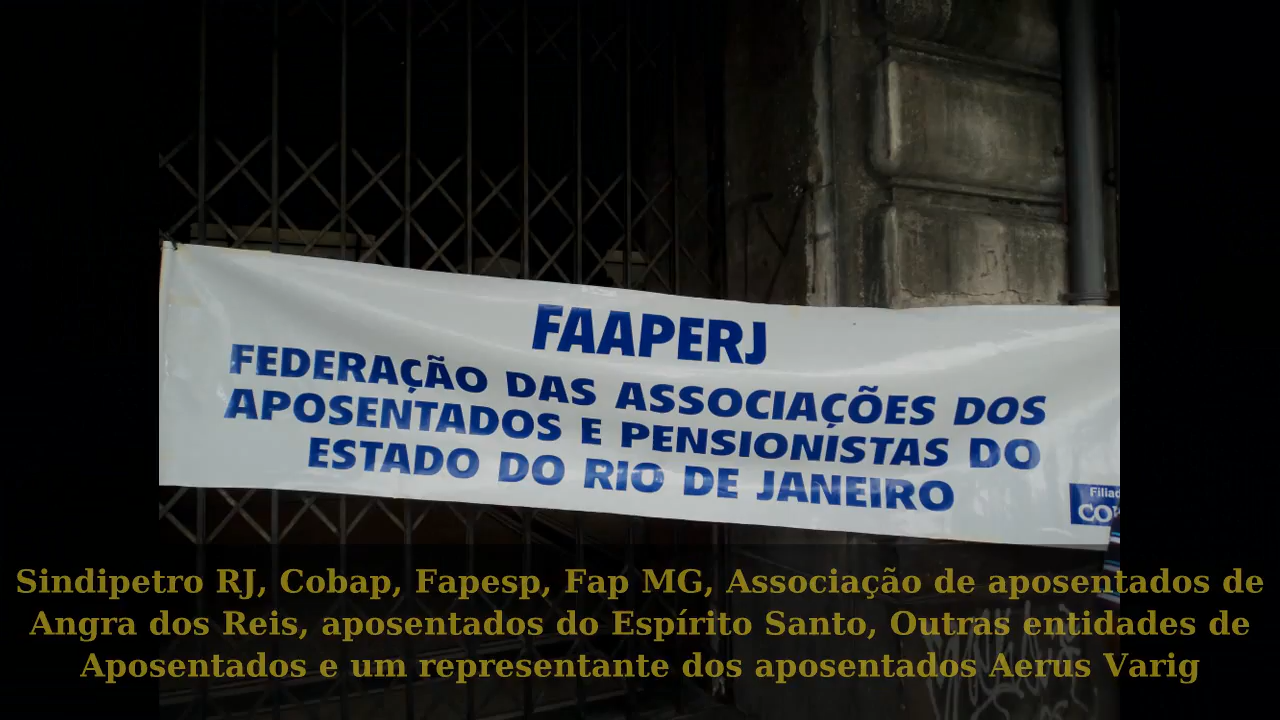 FAAPERJ
FEDERAÇÃO DAS ASSOCIAÇÕES DOS
APOSENTADOS E PENSIONISTAS DO
ESTADO DO RIO DE JANEIRO
Sindipetro RJ, Cobap, Fapesp, Fap MG, Associação de aposentados de
Angra dos Reis, aposentados do Espírito Santo, Outras entidades de
Aposentados e um representante dos aposentados Aerus Varig